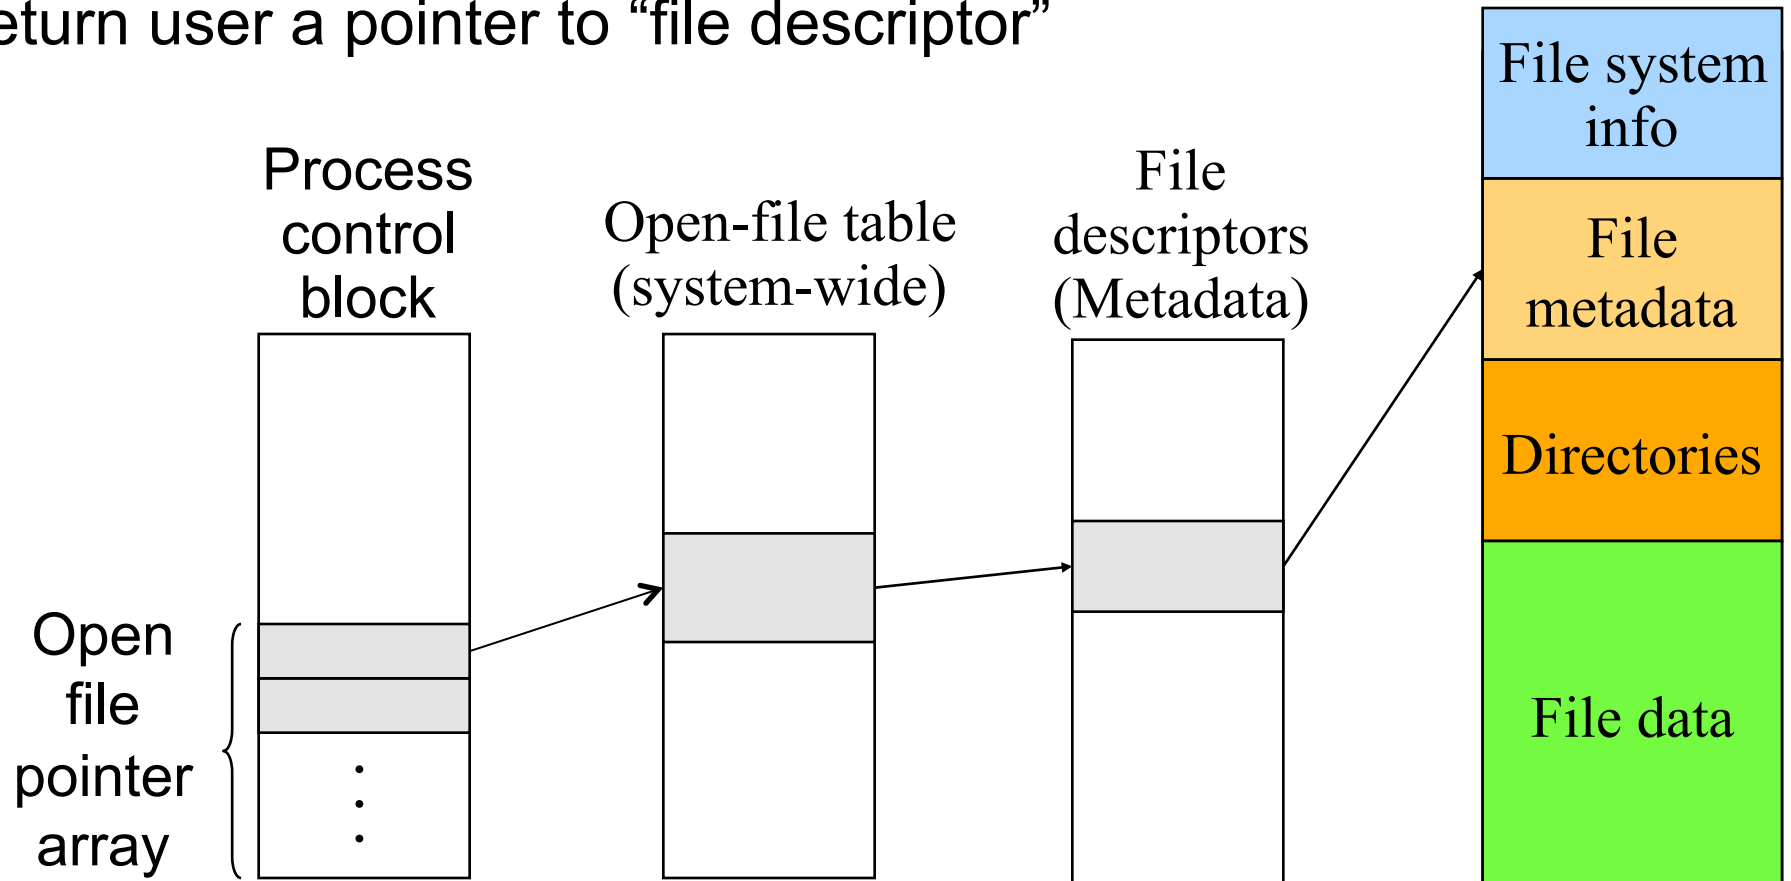 user a pointer to “file descriptor”
File system
info
Process
control
block
Open-file table
(system-wide)
File
descriptors
(Metadata)
File
metadata
Directories
File data
Open
file
pointer
array